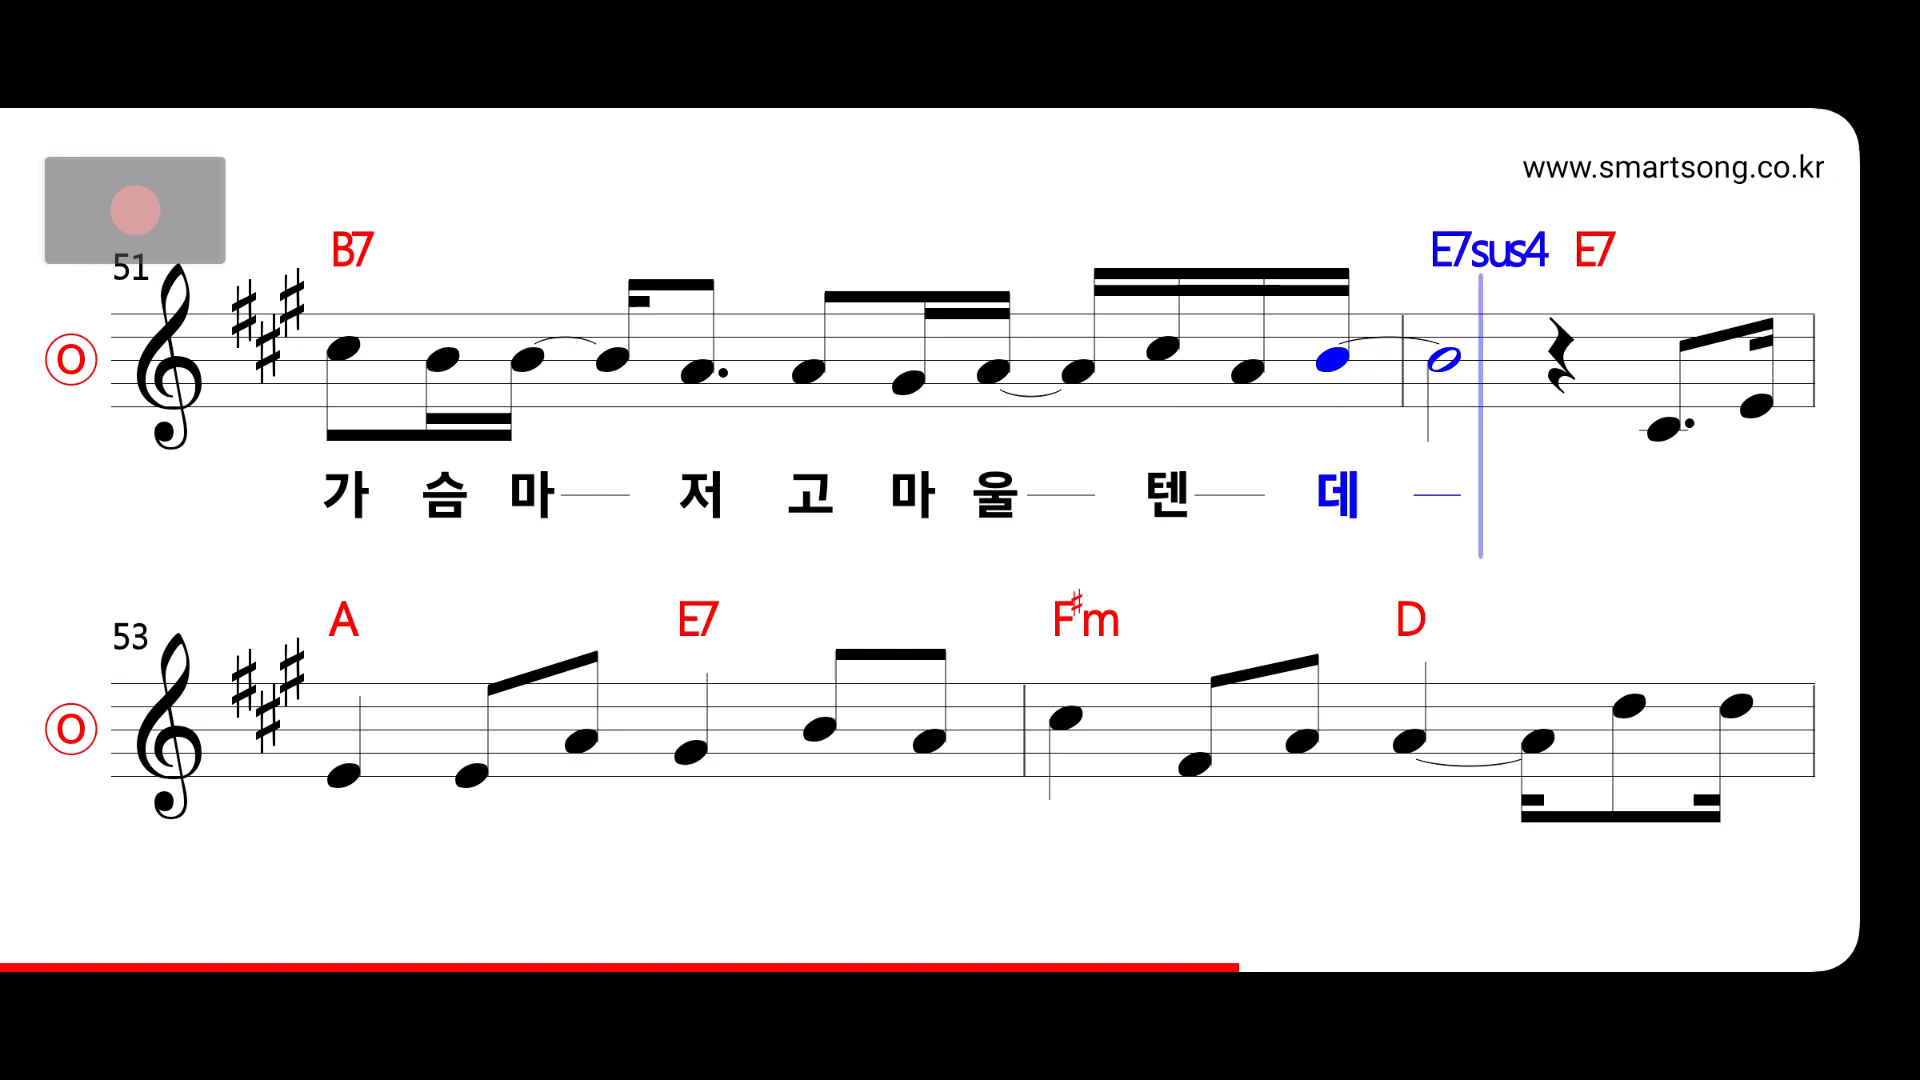 www.smartsong.co.kr
51
B7 E7sus4 E7
O
가 슴 마 저 고 마 울 텐 데
53
A E7 F♯m D
O